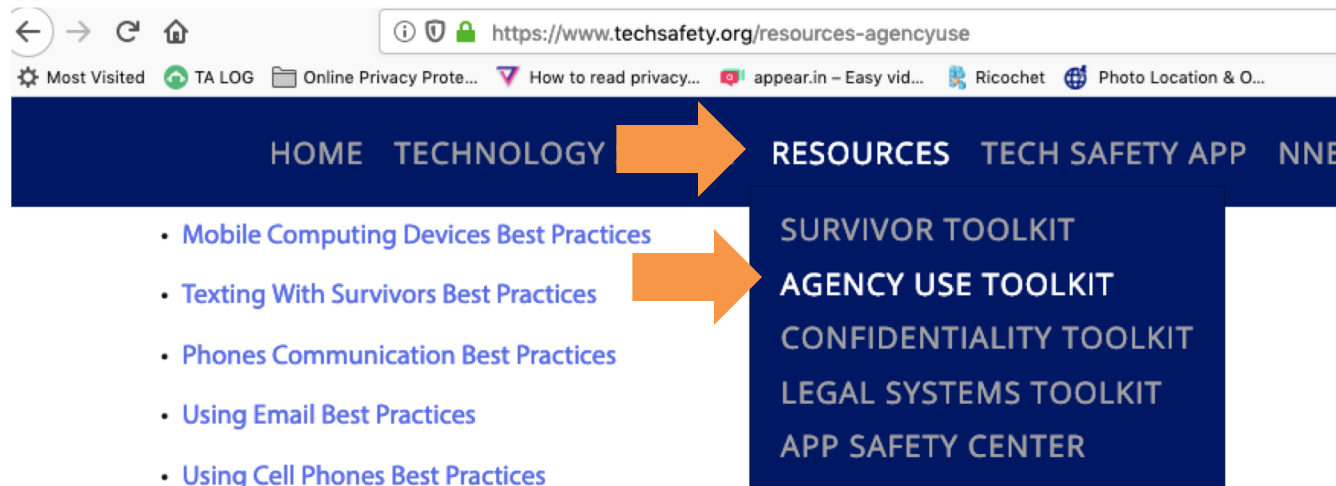 https://www.techsafety.org/resources-agencyuse
Most Visited TA LOG Online Privacy Prote... How to read privacy... appear.in – Easy vid... Ricochet Photo Location & O...
HOME TECHNOLOGY RESOURCES TECH SAFETY APP NNE
• Mobile Computing Devices Best Practices
• Texting With Survivors Best Practices
• Phones Communication Best Practices
• Using Email Best Practices
• Using Cell Phones Best Practices
SURVIVOR TOOLKIT
AGENCY USE TOOLKIT
CONFIDENTIALITY TOOLKIT
LEGAL SYSTEMS TOOLKIT
APP SAFETY CENTER